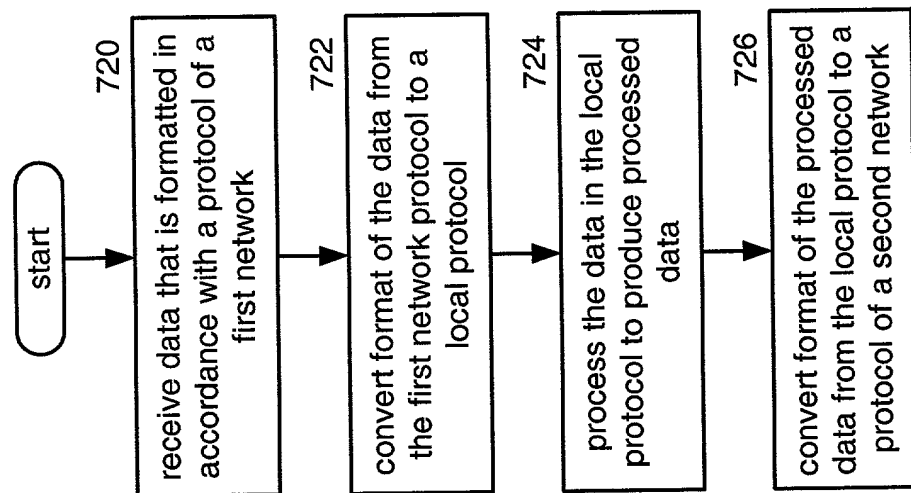 start
720
receive data that is formatted in
accordance with a protocol of a
first network
722
convert format of the data from
the first network protocol to a
local protocol
724
process the data in the local
protocol to produce processed
data
726
convert format of the processed
data from the local protocol to a
protocol of a second network